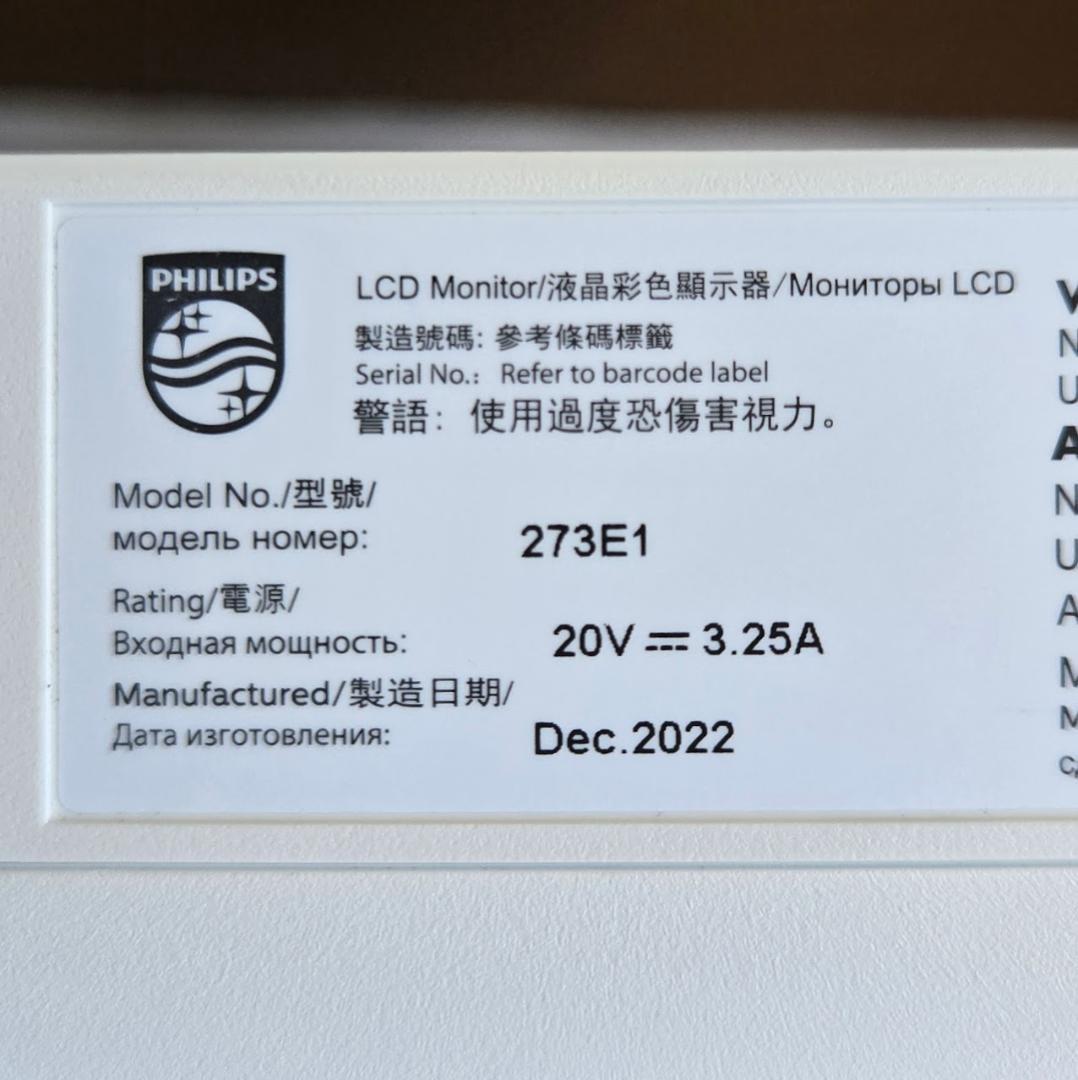 PHILIPS
LCD Monitor/液晶彩色顯示器/Мониторы LCD
製造號碼: 參考條碼標籤
Serial No.: Refer to barcode label
警語: 使用過度恐傷害視力。
Model No./型號/
модель номер: 273E1
Rating/電源/
Входная мощность: 20V ⎓ 3.25A
Manufactured/製造日期/
Дата изготовления: Dec.2022